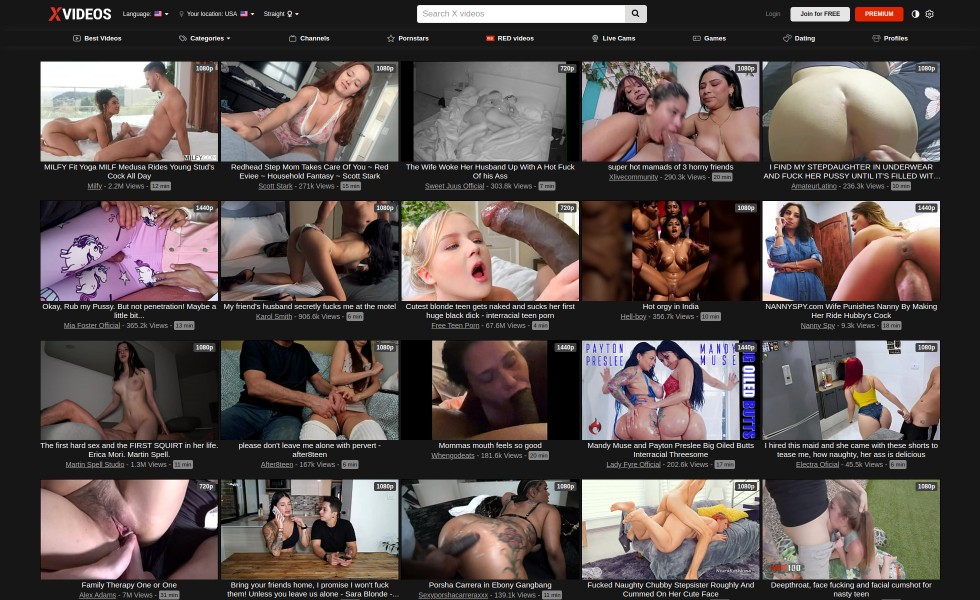 XVIDEOS
Language:
Your location: USA
Straight
Search X videos
Login
Join for FREE
PREMIUM
Best Videos
Categories
Channels
Pornstars
RED videos
Live Cams
Games
Dating
Profiles
1080p
1080p
720p
1080p
1080p
MILFY Fit Yoga MILF Medusa Rides Young Stud's
Cock All Day
Milfy - 2.2M Views - 12 min
Redhead Step Mom Takes Care Of You ~ Red
Eviee ~ Household Fantasy ~ Scott Stark
Scott Stark - 271k Views - 15 min
The Wife Woke Her Husband Up With A Hot Fuck
Of His Ass
Sweet Juus Official - 303.8k Views - 7 min
super hot mamads of 3 horny friends
Xlivecommunity - 290.3k Views - 20 min
I FIND MY STEPDAUGHTER IN UNDERWEAR
AND FUCK HER PUSSY UNTIL IT'S FILLED WIT...
AmateurLatino - 236.3k Views - 10 min
1440p
1080p
720p
1080p
1440p
Okay, Rub my Pussy. But not penetration! Maybe a
little bit...
Mia Foster Official - 365.2k Views - 13 min
My friend's husband secretly fucks me at the motel
Karol Smith - 906.6k Views - 6 min
Cutest blonde teen gets naked and sucks her first
huge black dick - interracial teen porn
Free Teen Porn - 67.6M Views - 4 min
Hot orgy in India
Hell-boy - 356.7k Views - 10 min
NANNYSPY.com Wife Punishes Nanny By Making
Her Ride Hubby's Cock
Nanny Spy - 9.3k Views - 18 min
1080p
1080p
1440p
PAYTON
PRESLEE
MANDY
MUSE
BIG OILED BUTTS
1440p
1080p
The first hard sex and the FIRST SQUIRT in her life.
Erica Mori. Martin Spell.
Martin Spell Studio - 1.3M Views - 11 min
please don't leave me alone with pervert -
after8teen
After8teen - 167k Views - 6 min
Mommas mouth feels so good
Whengodeats - 181.6k Views - 20 min
Mandy Muse and Payton Preslee Big Oiled Butts
Interracial Threesome
Lady Fyre Official - 202.6k Views - 17 min
I hired this maid and she came with these shorts to
tease me, how naughty, her ass is delicious
Electra Oficial - 45.5k Views - 6 min
720p
1080p
1080p
1080p
1080p
Family Therapy One or One
Alex Adams - 7M Views - 31 min
Bring your friends home, I promise I won't fuck
them! Unless you leave us alone - Sara Blonde -...
Porsha Carrera in Ebony Gangbang
Sexyporshacarreraxxx - 139.1k Views - 11 min
Fucked Naughty Chubby Stepsister Roughly And
Cummed On Her Cute Face
Deepthroat, face fucking and facial cumshot for
nasty teen